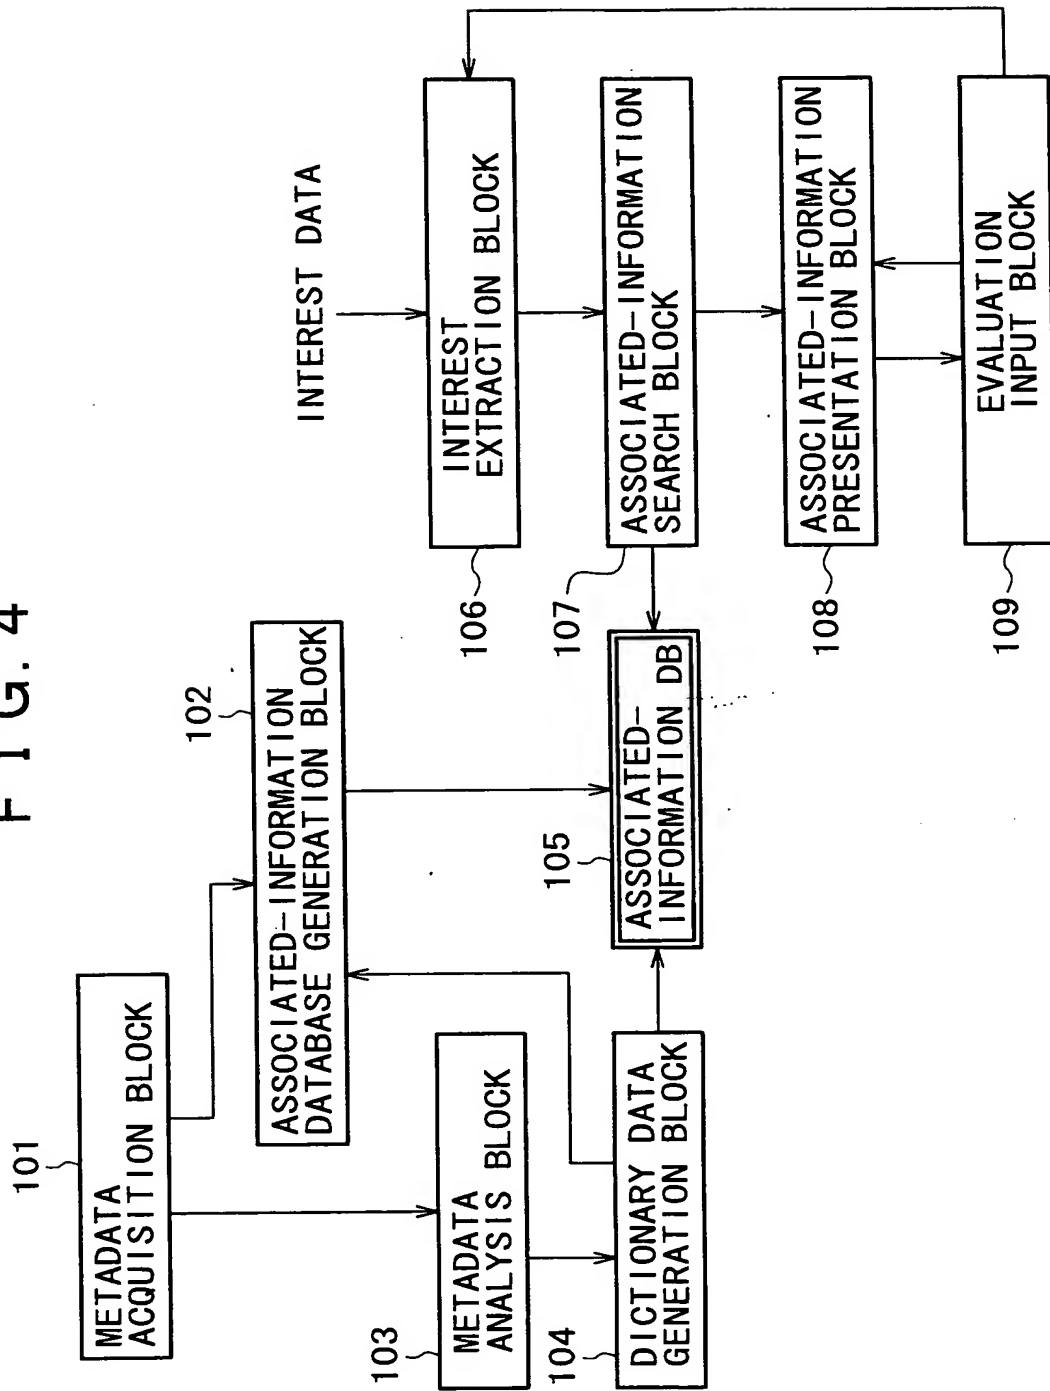 FIG. 4
101
METADATA
ACQUISITION BLOCK
102
ASSOCIATED-INFORMATION
DATABASE GENERATION BLOCK
103
METADATA
ANALYSIS BLOCK
104
DICTIONARY DATA
GENERATION BLOCK
105
ASSOCIATED-
INFORMATION DB
INTEREST DATA
106
INTEREST
EXTRACTION BLOCK
107
ASSOCIATED-INFORMATION
SEARCH BLOCK
108
ASSOCIATED-INFORMATION
PRESENTATION BLOCK
109
EVALUATION
INPUT BLOCK